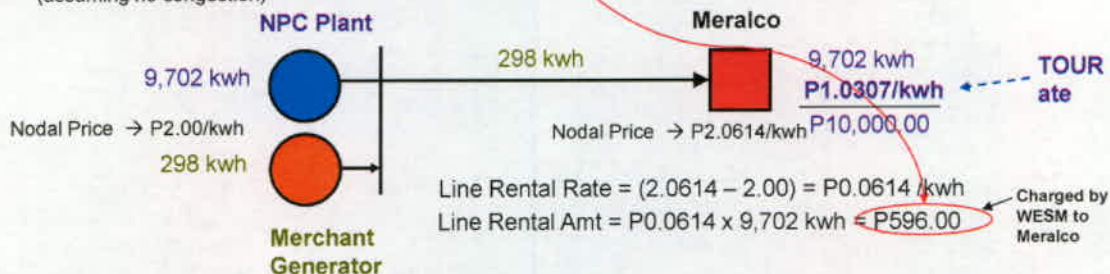 (assuming no congestion)
NPC Plant
Meralco
298 kwh
9,702 kwh
9,702 kwh
P1.0307/kwh
TOUR
ate
Nodal Price → P2.00/kwh
Nodal Price → P2.0614/kwh
P10,000.00
298 kwh
Line Rental Rate = (2.0614 – 2.00) = P0.0614 /kwh
Line Rental Amt = P0.0614 x 9,702 kwh = P596.00
Charged by
WESM to
Meralco
Merchant
Generator